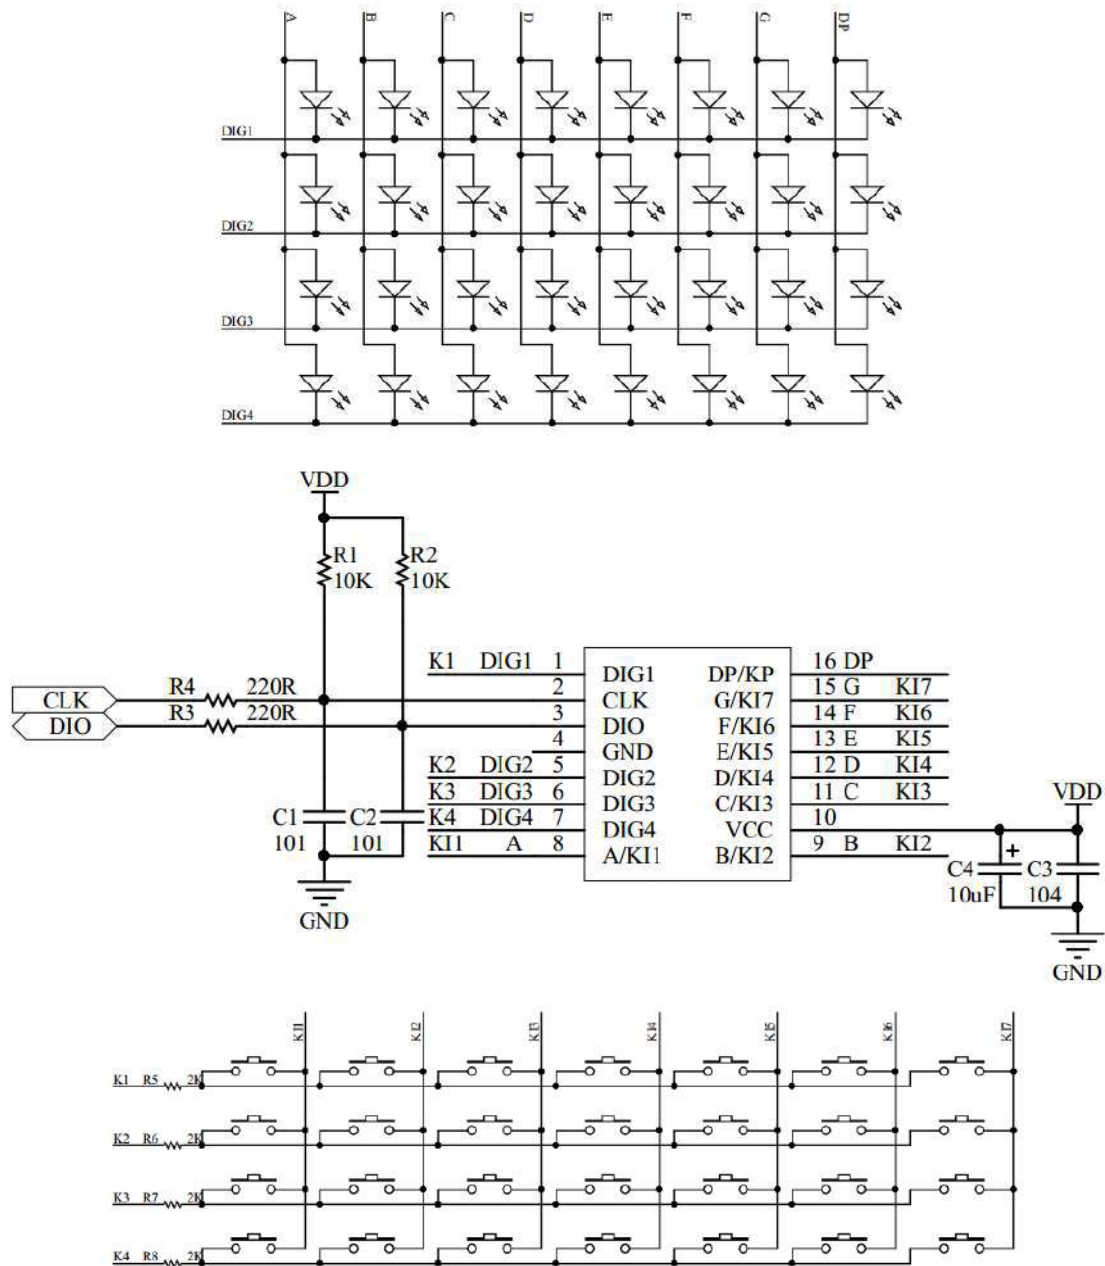 A B C D E F G DP
DIG1
DIG2
DIG3
DIG4
VDD
R1 R2
10K 10K
K1 DIG1 1 DIG1 DP/KP 16 DP
CLK R4 220R 2 CLK G/KI7 15 G KI7
DIO R3 220R 3 DIO F/KI6 14 F KI6
4 GND E/KI5 13 E KI5
K2 DIG2 5 DIG2 D/KI4 12 D KI4
K3 DIG3 6 DIG3 C/KI3 11 C KI3
VDD
C1 C2 K4 DIG4 7 DIG4 VCC 10
101 101 KI1 A 8 A/KI1 B/KI2 9 B KI2
+
C4 C3
10uF 104
GND
GND
KI1 KI2 KI3 KI4 KI5 KI6 KI7
K1 R5 2K
K2 R6 2K
K3 R7 2K
K4 R8 2K